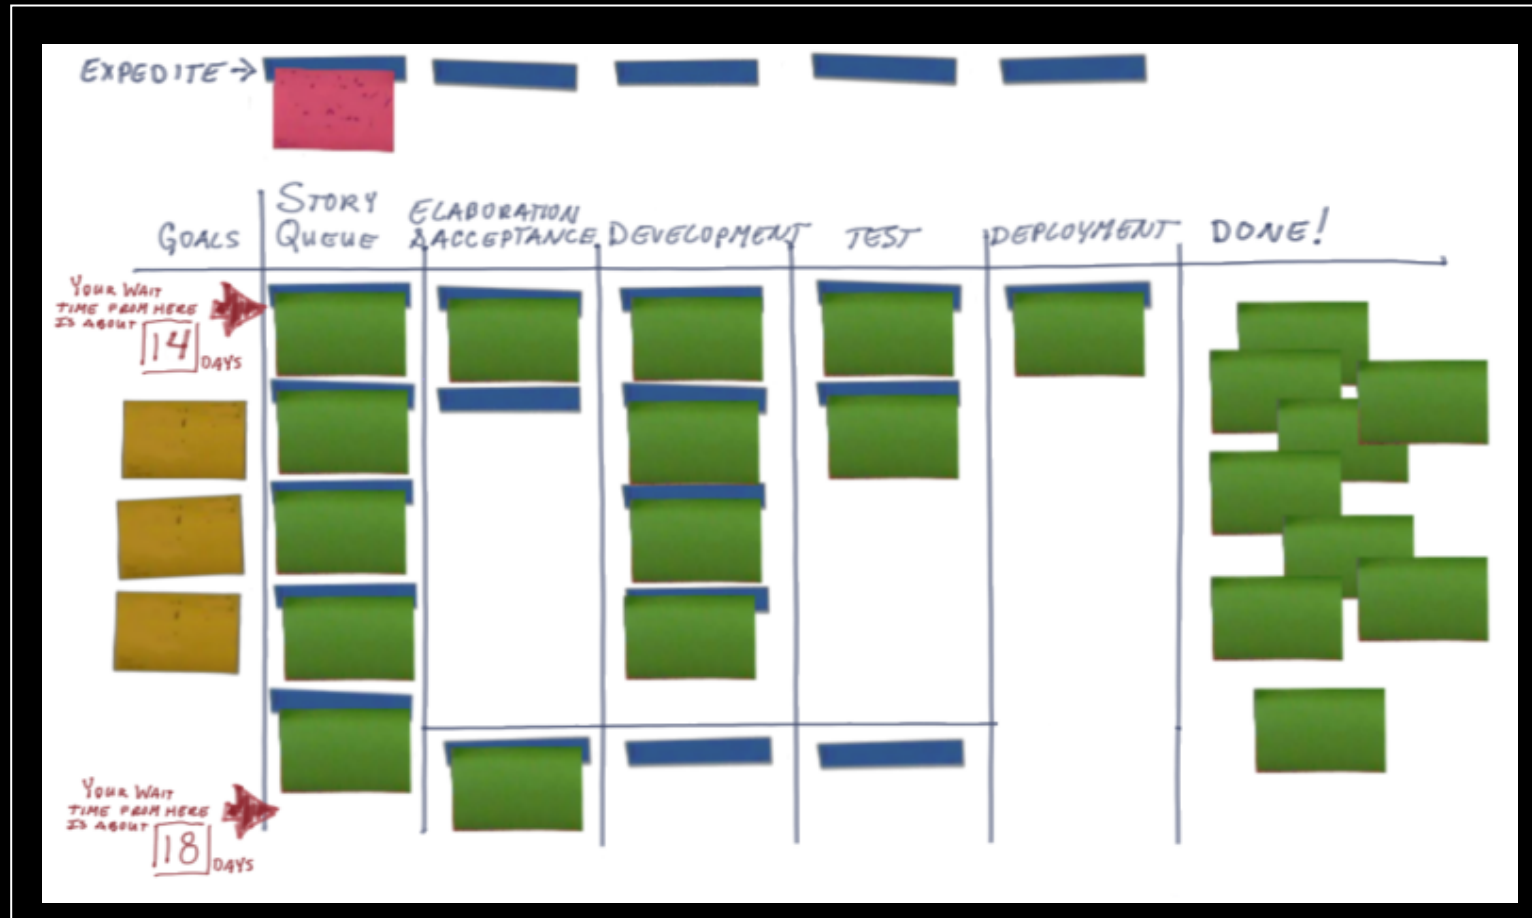 EXPEDITE →
GOALS
STORY
QUEUE
ELABORATION
& ACCEPTANCE
DEVELOPMENT
TEST
DEPLOYMENT
DONE!
YOUR WAIT
TIME FROM HERE
IS ABOUT
14
DAYS
YOUR WAIT
TIME FROM HERE
IS ABOUT
18
DAYS